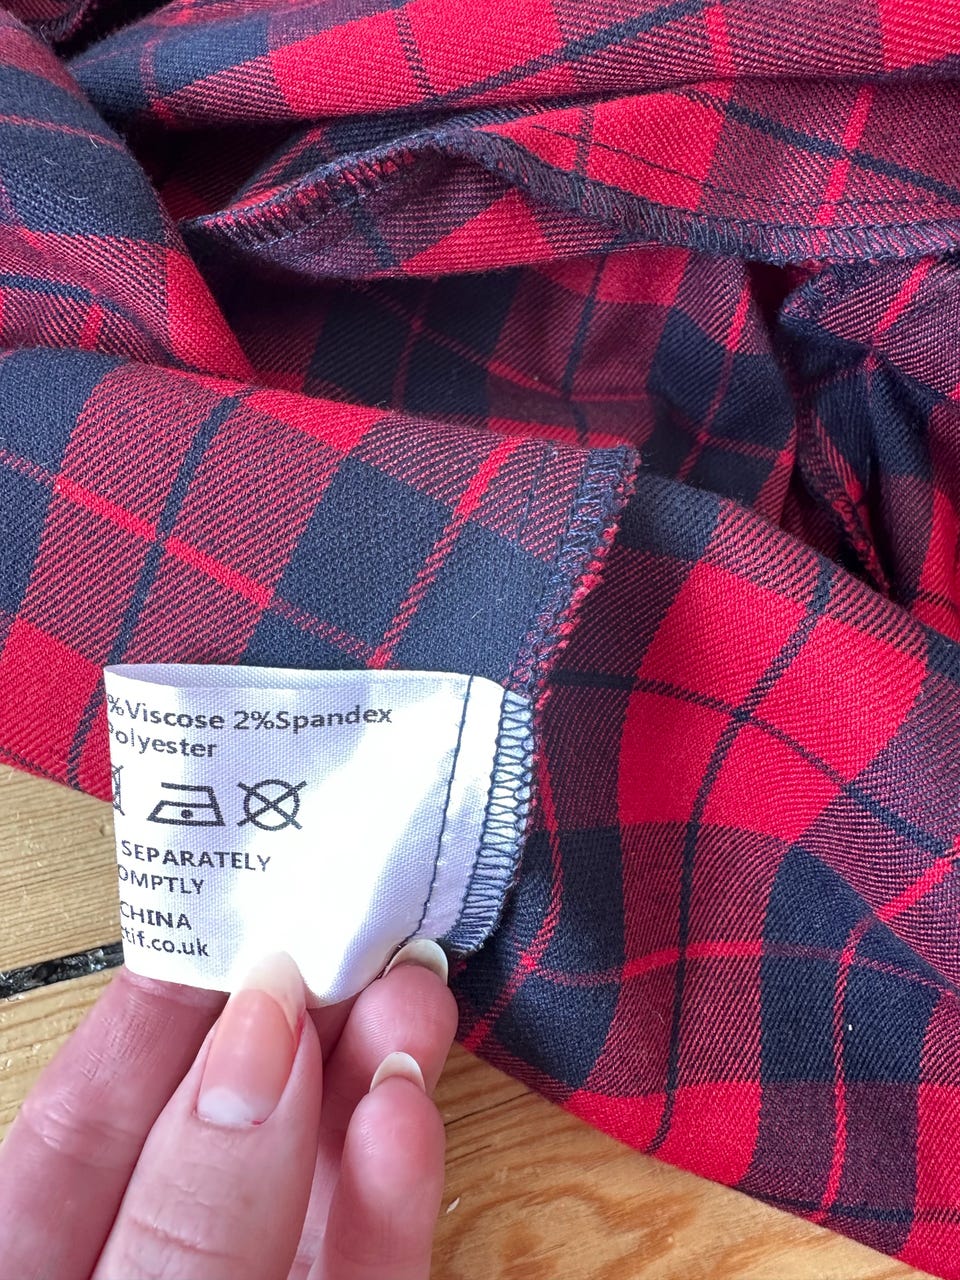 %Viscose 2%Spandex
Polyester
SEPARATELY
OMPTLY
CHINA
tif.co.uk